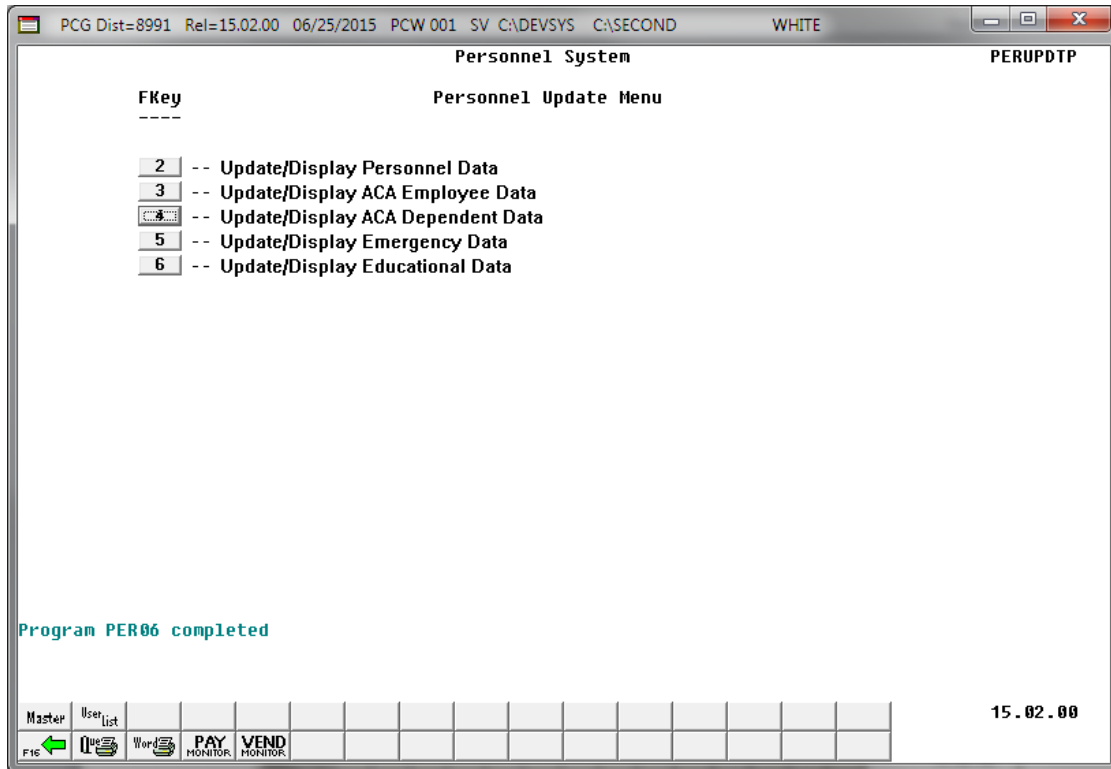 PCG Dist=8991 Rel=15.02.00 06/25/2015 PCW 001 SV C:\DEVSYS C:\SECOND WHITE
Personnel System PERUPDTP
FKey Personnel Update Menu
----
2 -- Update/Display Personnel Data
3 -- Update/Display ACA Employee Data
4 -- Update/Display ACA Dependent Data
5 -- Update/Display Emergency Data
6 -- Update/Display Educational Data
Program PER06 completed
Master User List 15.02.00
F16 Que Word PAY MONITOR VEND MONITOR